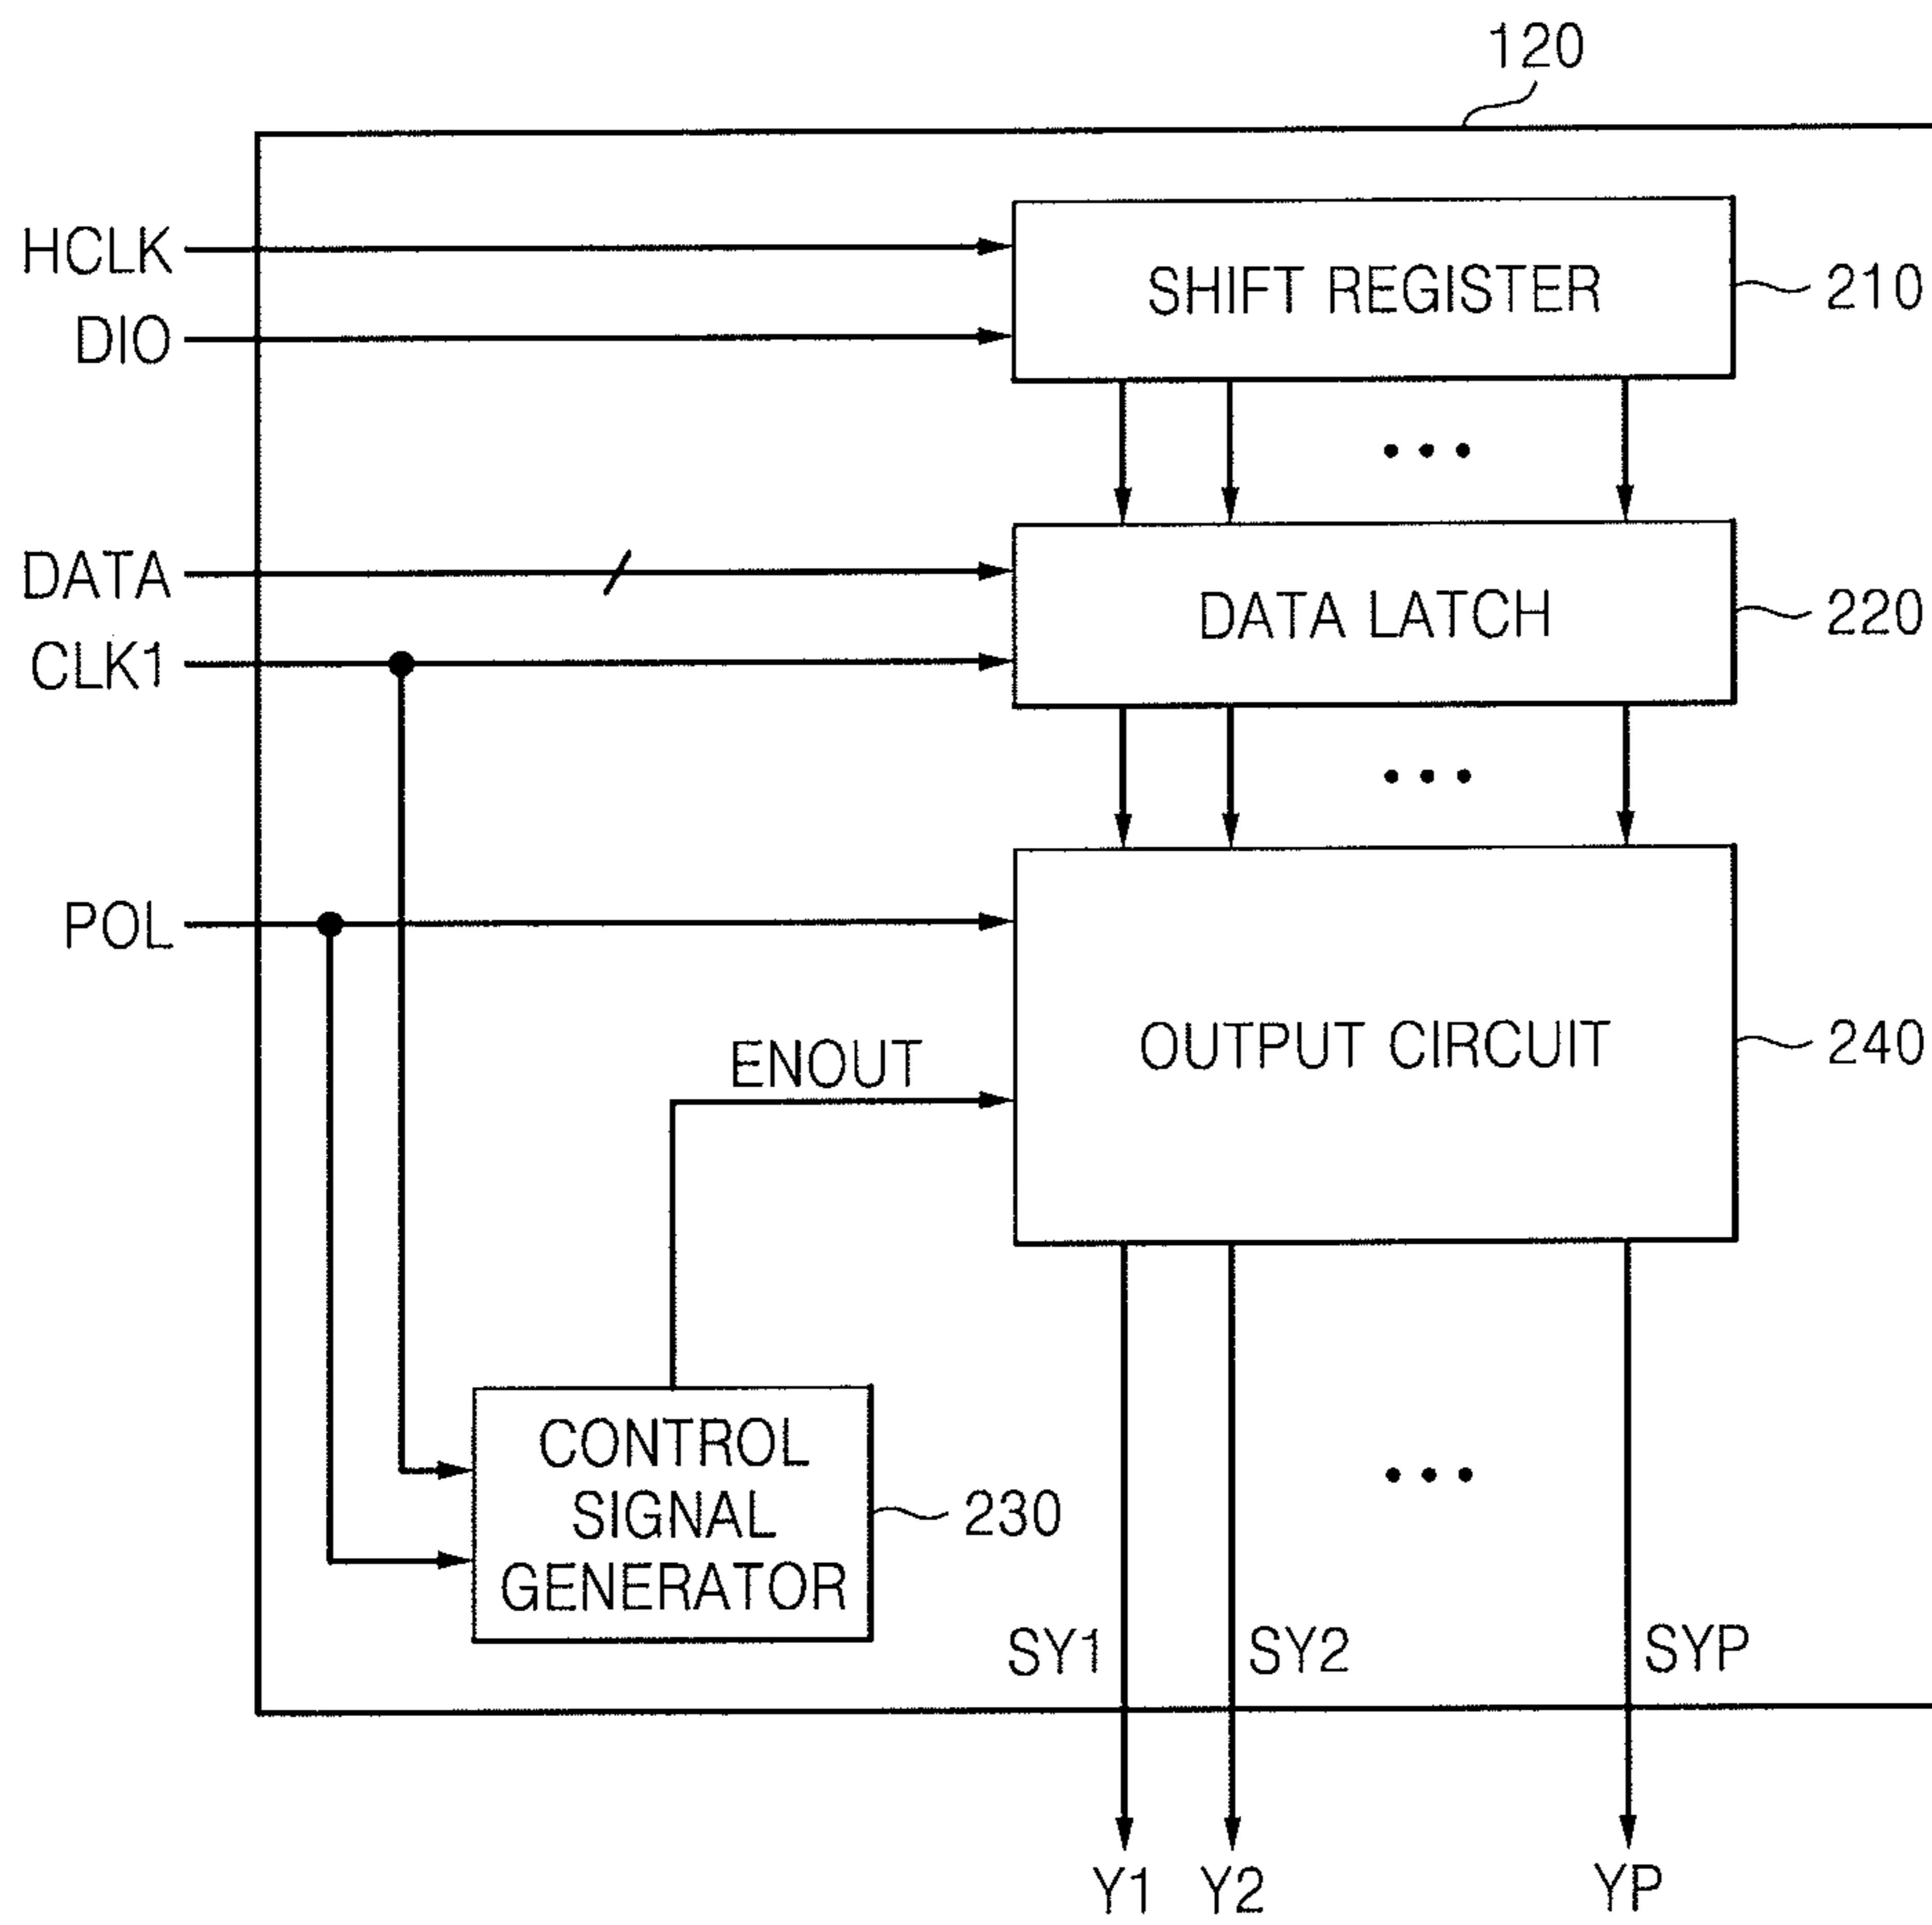 120
HCLK
SHIFT REGISTER
210
DIO
DATA
DATA LATCH
220
CLK1
POL
OUTPUT CIRCUIT
240
ENOUT
CONTROL
SIGNAL
GENERATOR
230
SY1
SY2
SYP
Y1
Y2
YP